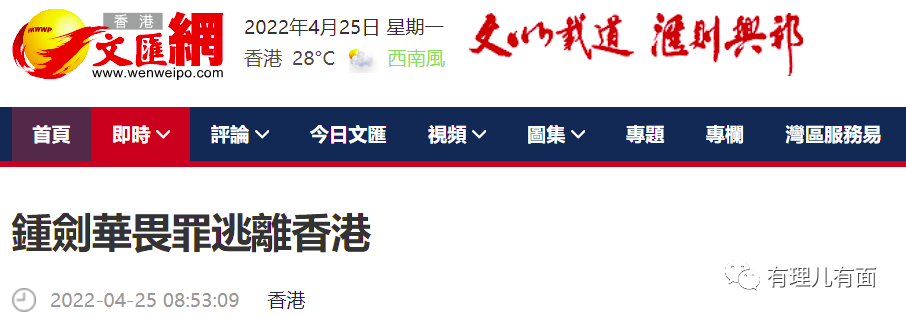 香港
HKWWP
文匯網
www.wenweipo.com
2022年4月25日 星期一
香港 28°C 西南風
文以載道 滙則興邦
首頁 即時 評論 今日文匯 視頻 圖集 專題 專欄 灣區服務易
鍾劍華畏罪逃離香港
2022-04-25 08:53:09 香港
有理儿有面